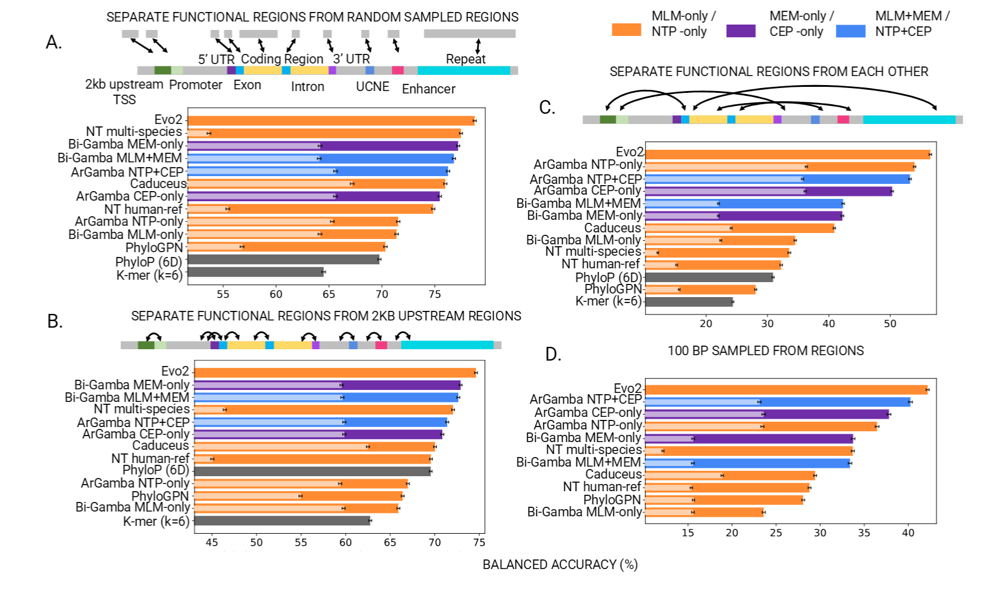 SEPARATE FUNCTIONAL REGIONS FROM RANDOM SAMPLED REGIONS
A.
5' UTR Coding Region 3' UTR Repeat
2kb upstream TSS Promoter Exon Intron UCNE Enhancer
Evo2
NT multi-species
Bi-Gamba MEM-only
Bi-Gamba MLM+MEM
ArGamba NTP+CEP
Caduceus
ArGamba CEP-only
NT human-ref
ArGamba NTP-only
Bi-Gamba MLM-only
PhyloGPN
PhyloP (6D)
K-mer (k=6)
55 60 65 70 75
B.
SEPARATE FUNCTIONAL REGIONS FROM 2KB UPSTREAM REGIONS
Evo2
Bi-Gamba MEM-only
Bi-Gamba MLM+MEM
NT multi-species
ArGamba NTP+CEP
ArGamba CEP-only
Caduceus
NT human-ref
PhyloP (6D)
ArGamba NTP-only
PhyloGPN
Bi-Gamba MLM-only
K-mer (k=6)
45 50 55 60 65 70 75
MLM-only / NTP -only
MEM-only / CEP -only
MLM+MEM / NTP+CEP
SEPARATE FUNCTIONAL REGIONS FROM EACH OTHER
C.
Evo2
ArGamba NTP-only
ArGamba NTP+CEP
ArGamba CEP-only
Bi-Gamba MLM+MEM
Bi-Gamba MEM-only
Caduceus
Bi-Gamba MLM-only
NT multi-species
NT human-ref
PhyloP (6D)
PhyloGPN
K-mer (k=6)
20 30 40 50
D.
100 BP SAMPLED FROM REGIONS
Evo2
ArGamba NTP+CEP
ArGamba CEP-only
ArGamba NTP-only
Bi-Gamba MEM-only
NT multi-species
Bi-Gamba MLM+MEM
Caduceus
NT human-ref
PhyloGPN
Bi-Gamba MLM-only
15 20 25 30 35 40
BALANCED ACCURACY (%)